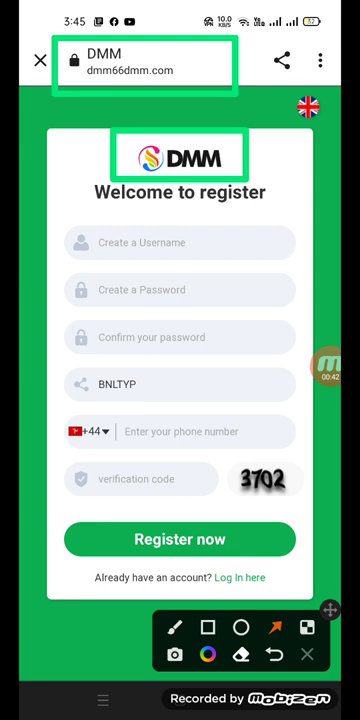 3:45
10.0
KB/S
52
DMM
dmm66dmm.com
DMM
Welcome to register
Create a Username
Create a Password
Confirm your password
BNLTYP
+44
Enter your phone number
verification code
3702
Register now
Already have an account? Log In here
00:42
Recorded by mobizen